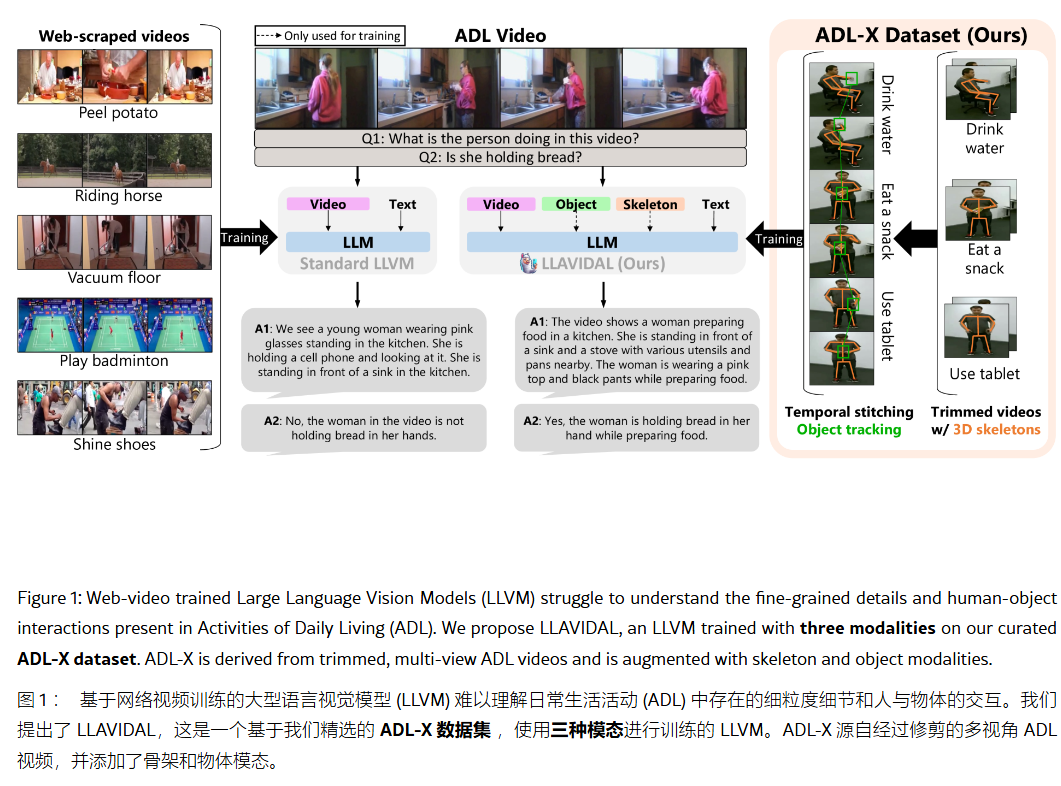 Web-scraped videos
Peel potato
Riding horse
Vacuum floor
Play badminton
Shine shoes
Training
Only used for training
ADL Video
Q1: What is the person doing in this video?
Q2: Is she holding bread?
Video
Text
LLM
Standard LLVM
Video
Object
Skeleton
Text
LLM
LLAVIDAL (Ours)
A1: We see a young woman wearing pink
glasses standing in the kitchen. She is
holding a cell phone and looking at it. She is
standing in front of a sink in the kitchen.
A2: No, the woman in the video is not
holding bread in her hands.
A1: The video shows a woman preparing
food in a kitchen. She is standing in front of
a sink and a stove with various utensils and
pans nearby. The woman is wearing a pink
top and black pants while preparing food.
A2: Yes, the woman is holding bread in her
hand while preparing food.
Training
ADL-X Dataset (Ours)
Drink water
Eat a snack
Use tablet
Temporal stitching
Object tracking
Drink
water
Eat a
snack
Use tablet
Trimmed videos
w/ 3D skeletons
Figure 1: Web-video trained Large Language Vision Models (LLVM) struggle to understand the fine-grained details and human-object
interactions present in Activities of Daily Living (ADL). We propose LLAVIDAL, an LLVM trained with three modalities on our curated
ADL-X dataset. ADL-X is derived from trimmed, multi-view ADL videos and is augmented with skeleton and object modalities.
图 1： 基于网络视频训练的大型语言视觉模型 (LLVM) 难以理解日常生活活动 (ADL) 中存在的细粒度细节和人与物体的交互。我们
提出了 LLAVIDAL，这是一个基于我们精选的 ADL-X 数据集 ，使用三种模态进行训练的 LLVM。ADL-X 源自经过修剪的多视角 ADL
视频，并添加了骨架和物体模态。